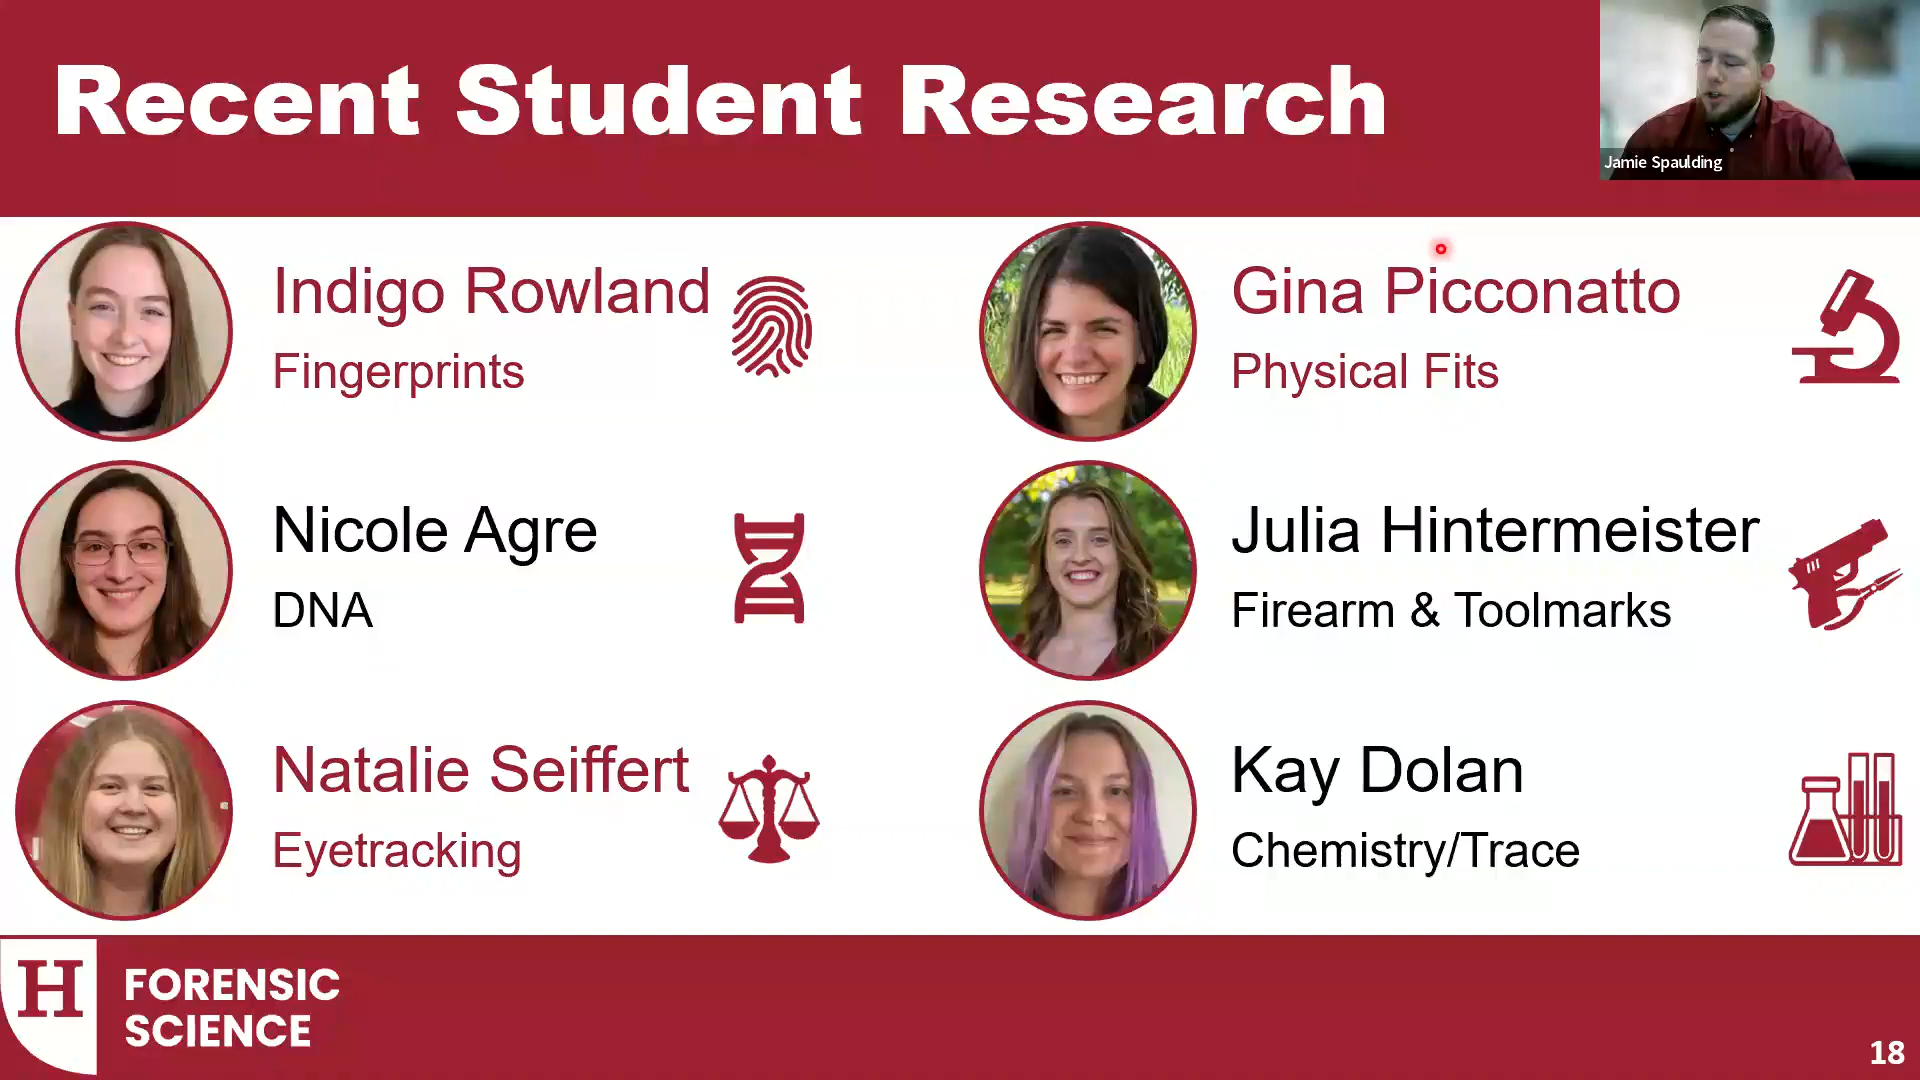 Recent Student Research
Jamie Spaulding
Indigo Rowland
Fingerprints
Gina Picconatto
Physical Fits
Nicole Agre
DNA
Julia Hintermeister
Firearm & Toolmarks
Natalie Seiffert
Eyetracking
Kay Dolan
Chemistry/Trace
H
FORENSIC
SCIENCE
18